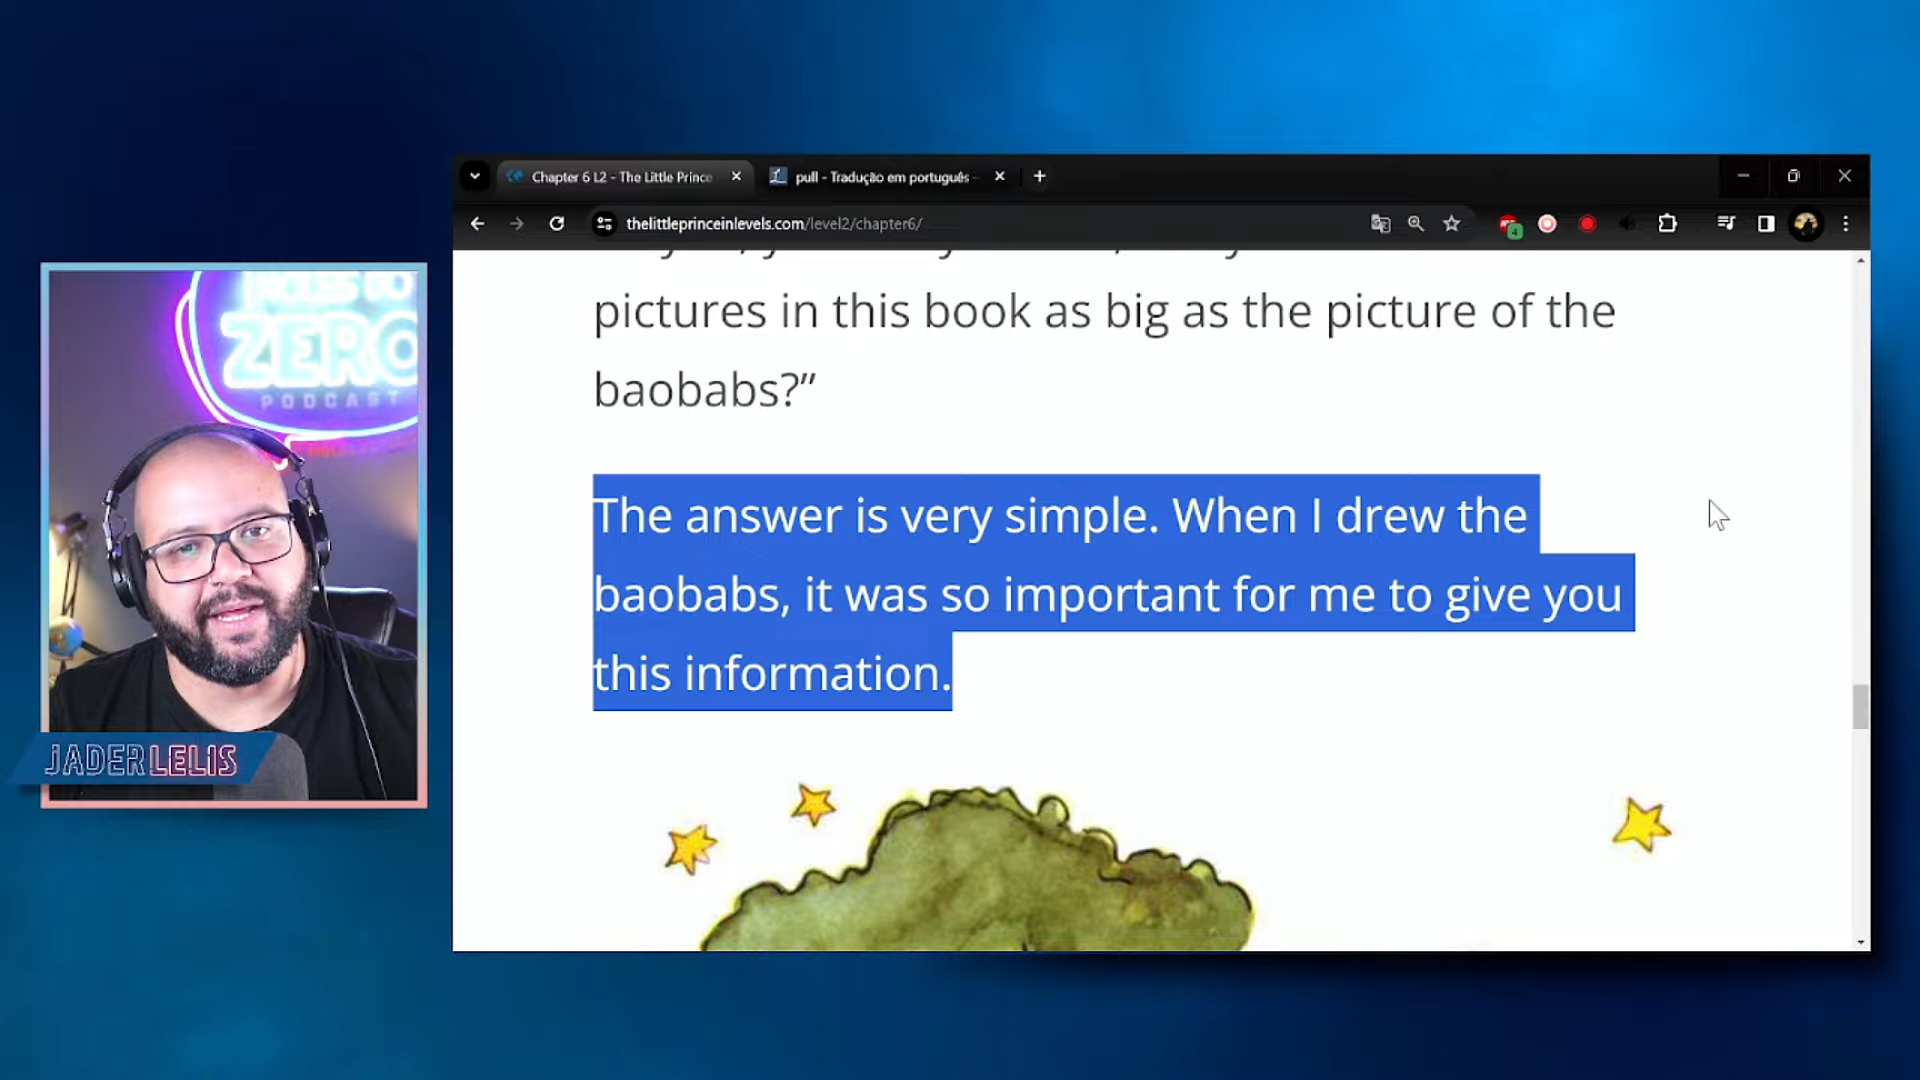 Chapter 6 L2 - The Little Prince
pull - Tradução em português -
thelittleprinceinlevels.com/level2/chapter6/
4
pictures in this book as big as the picture of the
baobabs?”
The answer is very simple. When I drew the
baobabs, it was so important for me to give you
this information.
ZERO
PODCAST
JADERLELIS